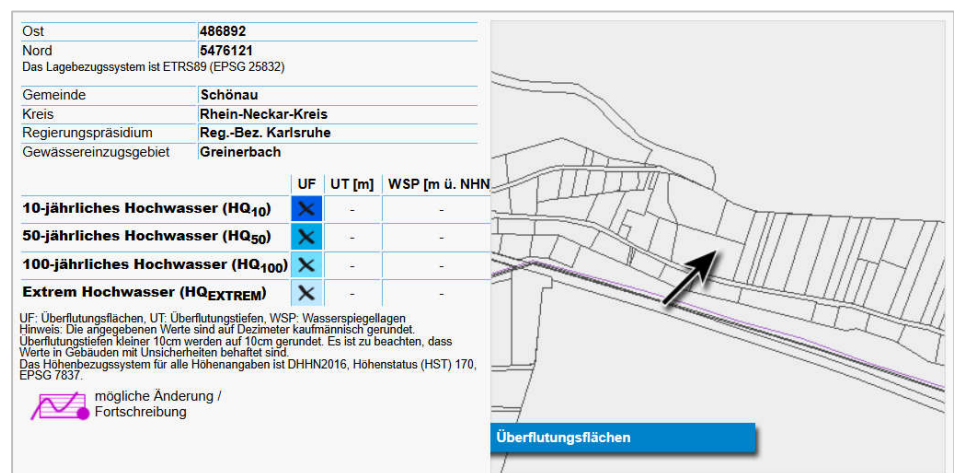 Ost 486892
Nord 5476121
Das Lagebezugssystem ist ETRS89 (EPSG 25832)
Gemeinde Schönau
Kreis Rhein-Neckar-Kreis
Regierungspräsidium Reg.-Bez. Karlsruhe
Gewässereinzugsgebiet Greinerbach
UF UT [m] WSP [m ü. NHN
10-jährliches Hochwasser (HQ10) - -
50-jährliches Hochwasser (HQ50) - -
100-jährliches Hochwasser (HQ100) - -
Extrem Hochwasser (HQEXTREM) - -
UF: Überflutungsflächen, UT: Überflutungstiefen, WSP: Wasserspiegellagen
Hinweis: Die angegebenen Werte sind auf Dezimeter kaufmännisch gerundet.
Überflutungstiefen kleiner 10cm werden auf 10cm gerundet. Es ist zu beachten, dass
Werte in Gebäuden mit Unsicherheiten behaftet sind.
Das Höhenbezugssystem für alle Höhenangaben ist DHHN2016, Höhenstatus (HST) 170,
EPSG 7837.
mögliche Änderung /
Fortschreibung
Überflutungsflächen